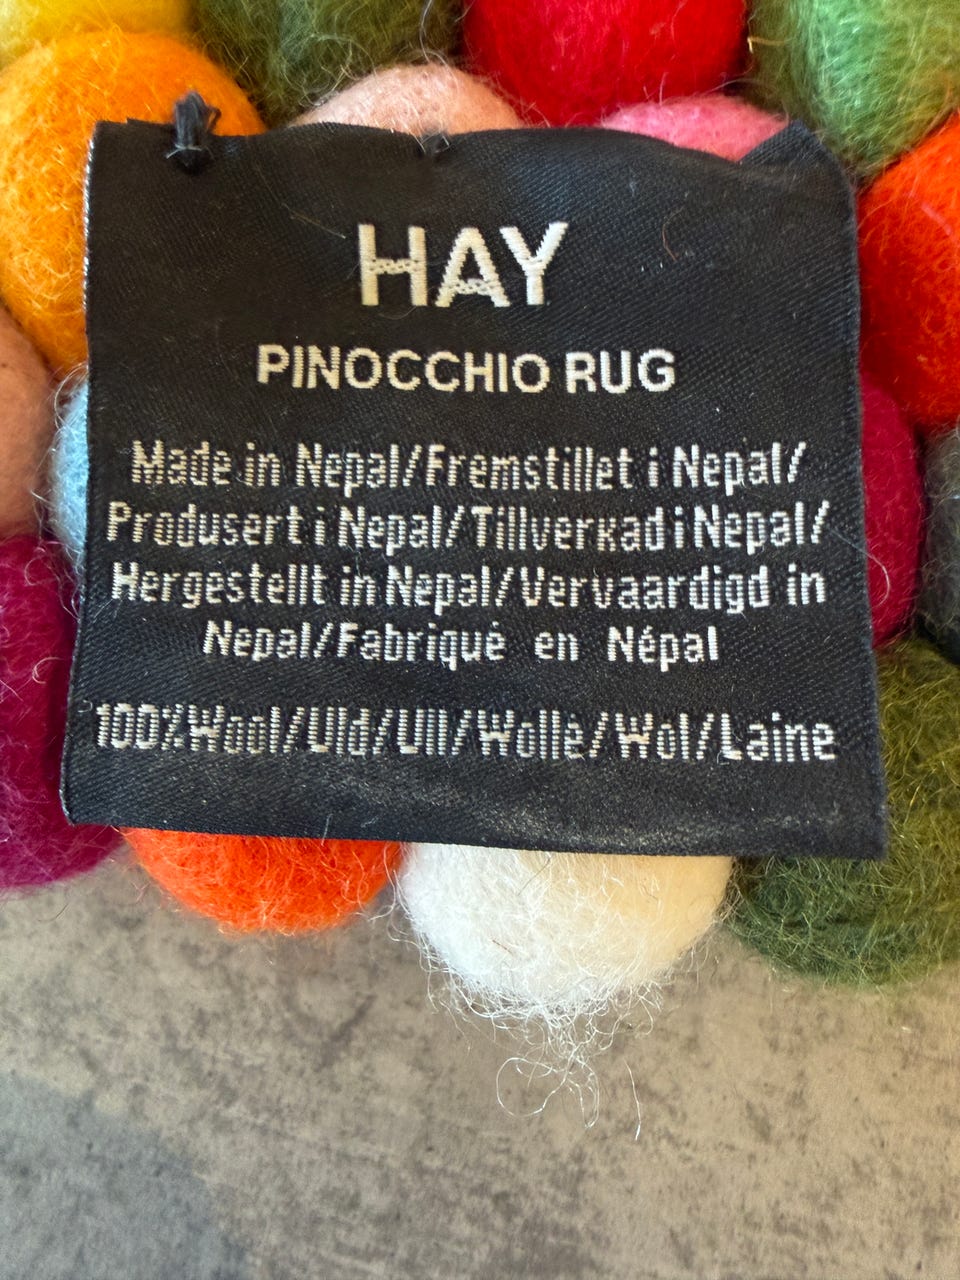 HAY
PINOCCHIO RUG
Made in Nepal/Fremstillet i Nepal/
Produsert i Nepal/Tillverkad i Nepal/
Hergestellt in Nepal/Vervaardigd in
Nepal/Fabriqué en Népal
100% Wool/Uld/Ull/Wolle/Wol/Laine